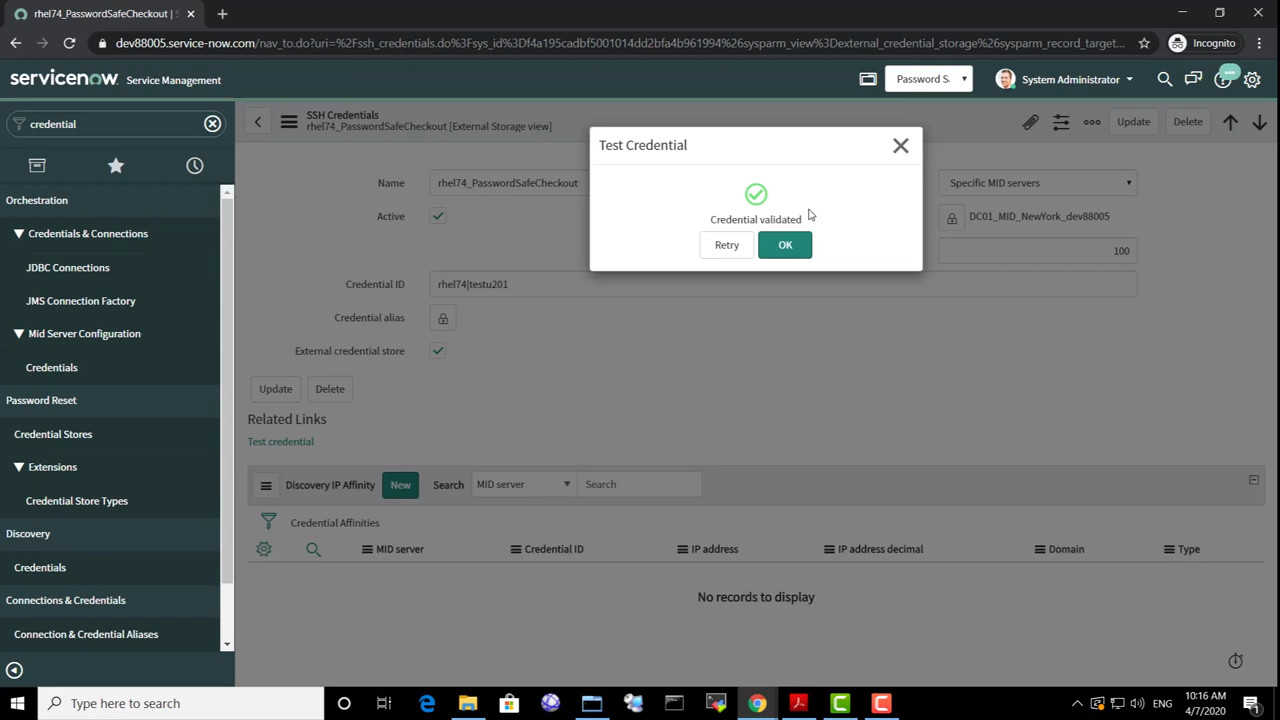 rhel74_PasswordSafeCheckout | S
dev88005.service-now.com/nav_to.do?uri=%2Fssh_credentials.do%3Fsys_id%3Df4a195cadbf5001014dd2bfa4b961994%26sysparm_view%3Dexternal_credential_storage%26sysparm_record_target...
Incognito
servicenow Service Management
Password S
System Administrator
credential
SSH Credentials
rhel74_PasswordSafeCheckout [External Storage view]
Update
Delete
Orchestration
Credentials & Connections
JDBC Connections
JMS Connection Factory
Mid Server Configuration
Credentials
Password Reset
Credential Stores
Extensions
Credential Store Types
Discovery
Credentials
Connections & Credentials
Connection & Credential Aliases
Name
rhel74_PasswordSafeCheckout
Specific MID servers
Active
DC01_MID_NewYork_dev88005
100
Credential ID
rhel74|testu201
Credential alias
External credential store
Test Credential
Credential validated
Retry
OK
Update
Delete
Related Links
Test credential
Discovery IP Affinity
New
Search
MID server
Search
Credential Affinities
MID server
Credential ID
IP address
IP address decimal
Domain
Type
No records to display
Type here to search
ENG
10:16 AM
4/7/2020
1